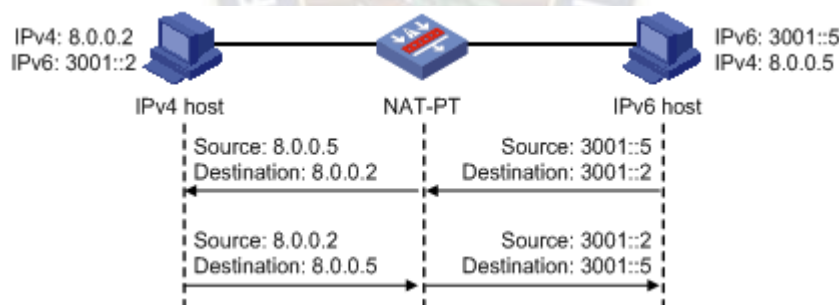 IPv4: 8.0.0.2
IPv6: 3001::2
IPv6: 3001::5
IPv4: 8.0.0.5
IPv4 host
NAT-PT
IPv6 host
Source: 8.0.0.5
Destination: 8.0.0.2
Source: 3001::5
Destination: 3001::2
Source: 8.0.0.2
Destination: 8.0.0.5
Source: 3001::2
Destination: 3001::5